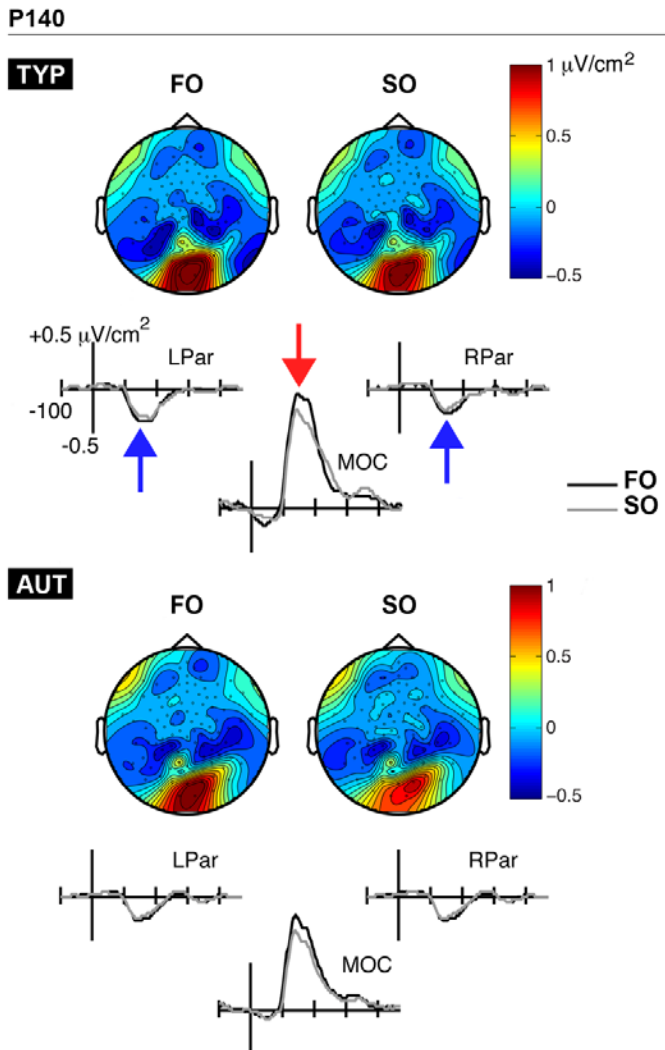 P140
TYP
FO SO
1 μV/cm²
0.5
0
−0.5
+0.5 μV/cm²
LPar RPar
-100
-0.5
MOC
FO
SO
AUT
FO SO
1
0.5
0
−0.5
LPar RPar
MOC